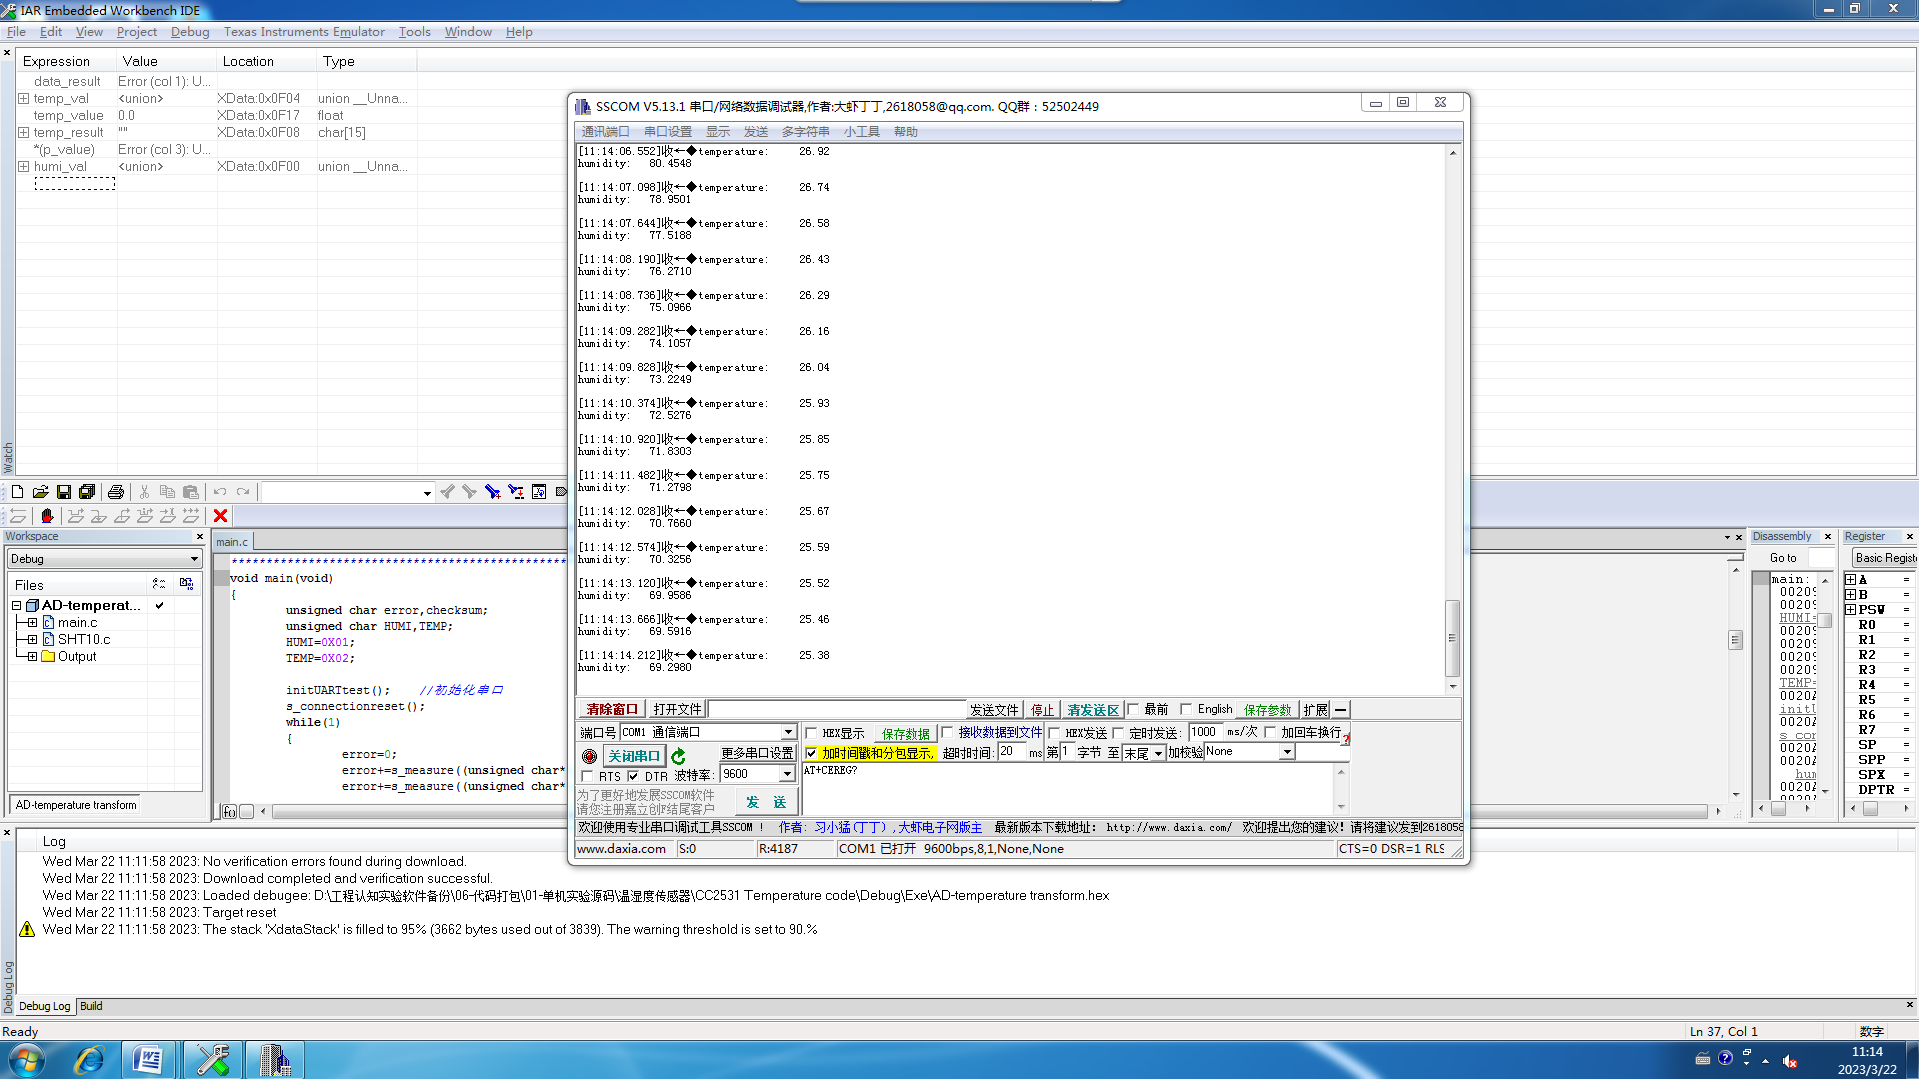 IAR Embedded Workbench IDE
File Edit View Project Debug Texas Instruments Emulator Tools Window Help
Expression Value Location Type
data_result Error (col 1): U...
temp_val <union> XData:0x0F04 union __Unna...
temp_value 0.0 XData:0x0F17 float
temp_result "" XData:0x0F08 char[15]
*(p_value) Error (col 3): U...
humi_val <union> XData:0x0F00 union __Unna...
Watch
SSCOM V5.13.1 串口/网络数据调试器,作者:大虾丁丁,2618058@qq.com. QQ群：52502449
通讯端口 串口设置 显示 发送 多字符串 小工具 帮助
[11:14:06.552]收←◆temperature: 26.92
humidity: 80.4548
[11:14:07.098]收←◆temperature: 26.74
humidity: 78.9501
[11:14:07.644]收←◆temperature: 26.58
humidity: 77.5188
[11:14:08.190]收←◆temperature: 26.43
humidity: 76.2710
[11:14:08.736]收←◆temperature: 26.29
humidity: 75.0966
[11:14:09.282]收←◆temperature: 26.16
humidity: 74.1057
[11:14:09.828]收←◆temperature: 26.04
humidity: 73.2249
[11:14:10.374]收←◆temperature: 25.93
humidity: 72.5276
[11:14:10.920]收←◆temperature: 25.85
humidity: 71.8303
[11:14:11.482]收←◆temperature: 25.75
humidity: 71.2798
[11:14:12.028]收←◆temperature: 25.67
humidity: 70.7660
[11:14:12.574]收←◆temperature: 25.59
humidity: 70.3256
[11:14:13.120]收←◆temperature: 25.52
humidity: 69.9586
[11:14:13.666]收←◆temperature: 25.46
humidity: 69.5916
[11:14:14.212]收←◆temperature: 25.38
humidity: 69.2980
清除窗口 打开文件 发送文件 停止 清发送区 最前 English 保存参数 扩展 —
端口号 COM1 通信端口 HEX显示 保存数据 接收数据到文件 HEX发送 定时发送: 1000 ms/次 加回车换行
关闭串口 更多串口设置 加时间戳和分包显示, 超时时间: 20 ms 第 1 字节 至 末尾 加校验 None
RTS DTR 波特率: 9600
AT+CEREG?
为了更好地发展SSCOM软件
请您注册嘉立创F结尾客户
发 送
欢迎使用专业串口调试工具SSCOM ！ 作者：习小猛(丁丁),大虾电子网版主 最新版本下载地址： http://www.daxia.com/ 欢迎提出您的建议！请将建议发到2618058
www.daxia.com S:0 R:4187 COM1 已打开 9600bps,8,1,None,None CTS=0 DSR=1 RLS
Workspace
Debug
Files
AD-temperat...
main.c
SHT10.c
Output
AD-temperature transform
main.c
void main(void)
{
unsigned char error,checksum;
unsigned char HUMI,TEMP;
HUMI=0X01;
TEMP=0X02;
initUARTtest(); //初始化串口
s_connectionreset();
while(1)
{
error=0;
error+=s_measure((unsigned char*
error+=s_measure((unsigned char*
f()
Disassembly
Go to
main:
0020
0020
HUMI=
0020
0020
0020
0020
TEMP=
0020
initU
0020
s_con
0020
0020
hum
0020
Register
Basic Regist
A =
B =
PSW =
R0 =
R1 =
R2 =
R3 =
R4 =
R5 =
R6 =
R7 =
SP =
SPP =
SPX =
DPTR =
Log
Wed Mar 22 11:11:58 2023: No verification errors found during download.
Wed Mar 22 11:11:58 2023: Download completed and verification successful.
Wed Mar 22 11:11:58 2023: Loaded debugee: D:\工程认知实验软件备份\06-代码打包\01-单机实验源码\温湿度传感器\CC2531 Temperature code\Debug\Exe\AD-temperature transform.hex
Wed Mar 22 11:11:58 2023: Target reset
Wed Mar 22 11:11:58 2023: The stack 'XdataStack' is filled to 95% (3662 bytes used out of 3839). The warning threshold is set to 90.%
Debug Log
Debug Log Build
Ready
Ln 37, Col 1 数字
11:14
2023/3/22